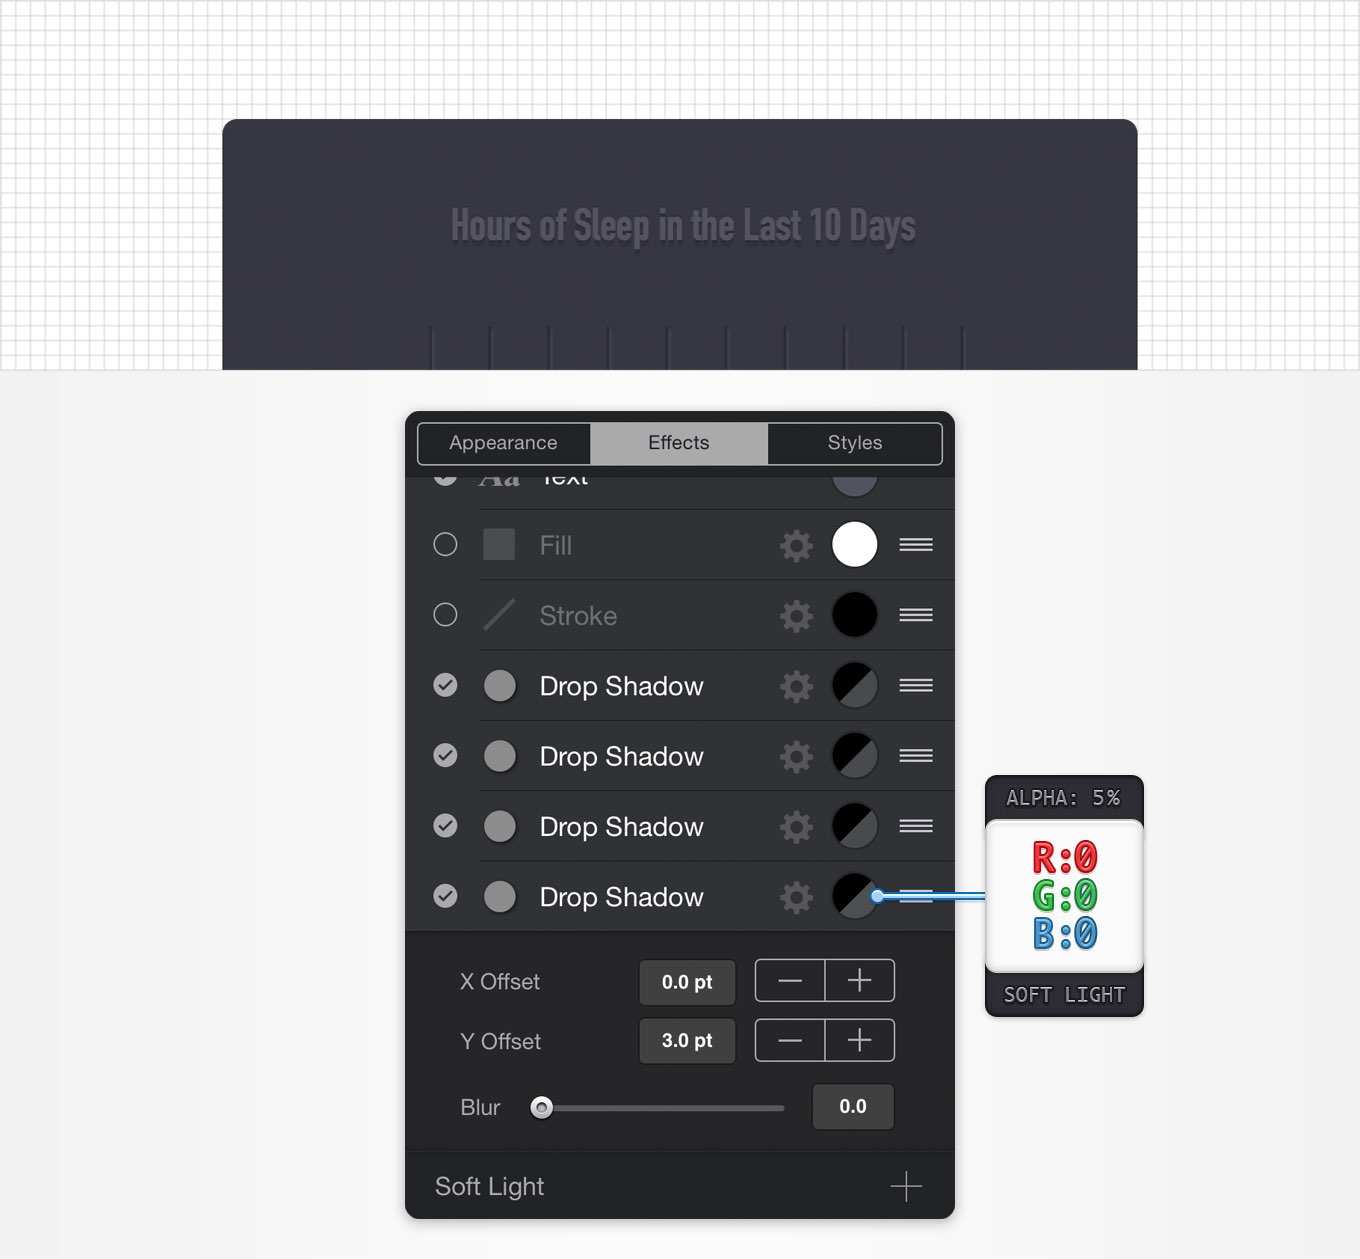 Hours of Sleep in the Last 10 Days
Appearance Effects Styles
Aa Text
Fill
Stroke
Drop Shadow
Drop Shadow
Drop Shadow
Drop Shadow
ALPHA: 5%
R:0
G:0
B:0
SOFT LIGHT
X Offset 0.0 pt
Y Offset 3.0 pt
Blur 0.0
Soft Light